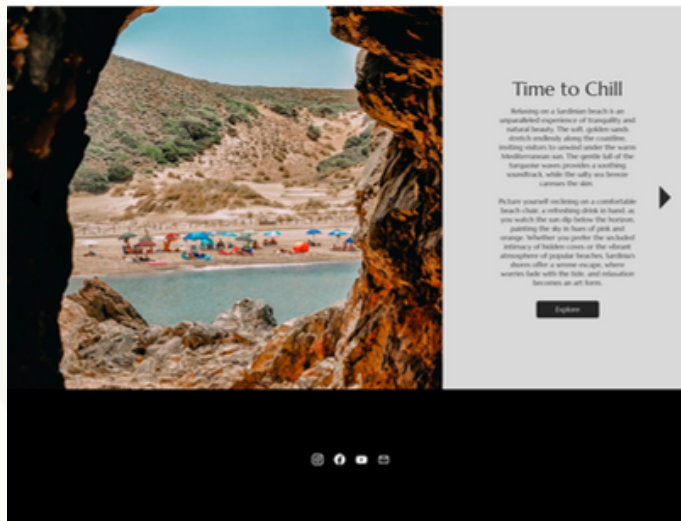 Time to Chill
Relaxing on a Sardinian beach is an
unparalleled experience of tranquility and
natural beauty. The soft, golden sands
stretch endlessly along the coastline,
inviting visitors to unwind under the warm
Mediterranean sun. The gentle lull of the
turquoise waves provides a soothing
soundtrack, while the salty sea breeze
caresses the skin.
Picture yourself reclining on a comfortable
beach chair, a refreshing drink in hand, as
you watch the sun dip below the horizon,
painting the sky in hues of pink and
orange. Whether you prefer the secluded
intimacy of hidden coves or the vibrant
atmosphere of popular beaches, Sardinia's
shores offer a serene escape, where
worries fade with the tide, and relaxation
becomes an art form.
Explore